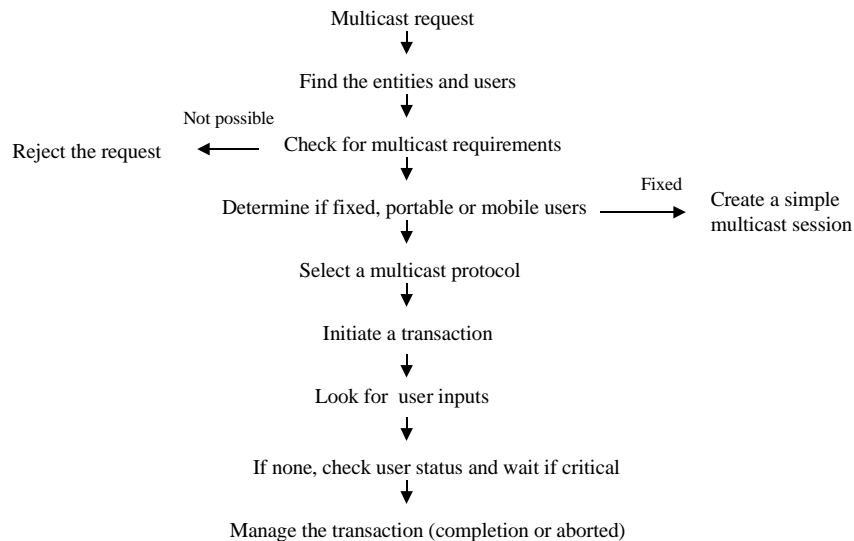 Multicast request
Find the entities and users
Not possible
Reject the request
Check for multicast requirements
Fixed
Determine if fixed, portable or mobile users
Create a simple
multicast session
Select a multicast protocol
Initiate a transaction
Look for user inputs
If none, check user status and wait if critical
Manage the transaction (completion or aborted)